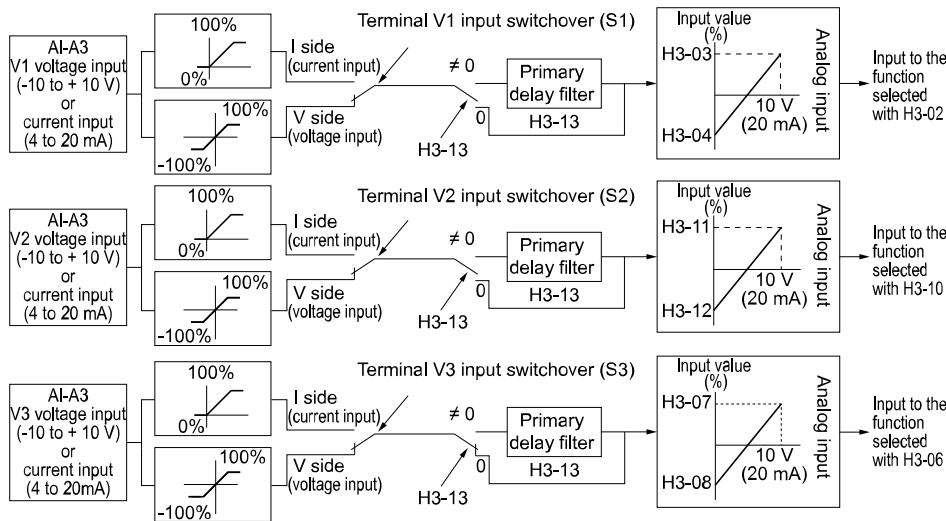 AI-A3
V1 voltage input
(-10 to + 10 V)
or
current input
(4 to 20 mA)
100%
0%
100%
-100%
I side
(current input)
V side
(voltage input)
Terminal V1 input switchover (S1)
≠ 0
0
H3-13
Primary
delay filter
H3-13
Input value
(%)
H3-03
H3-04
10 V
(20 mA)
Analog input
Input to the
function
selected
with H3-02
AI-A3
V2 voltage input
(-10 to + 10 V)
or
current input
(4 to 20 mA)
100%
0%
100%
-100%
I side
(current input)
V side
(voltage input)
Terminal V2 input switchover (S2)
≠ 0
0
H3-13
Primary
delay filter
H3-13
Input value
(%)
H3-11
H3-12
10 V
(20 mA)
Analog input
Input to the
function
selected
with H3-10
AI-A3
V3 voltage input
(-10 to + 10 V)
or
current input
(4 to 20mA)
100%
0%
100%
-100%
I side
(current input)
V side
(voltage input)
Terminal V3 input switchover (S3)
≠ 0
0
H3-13
Primary
delay filter
H3-13
Input value
(%)
H3-07
H3-08
10 V
(20 mA)
Analog input
Input to the
function
selected
with H3-06